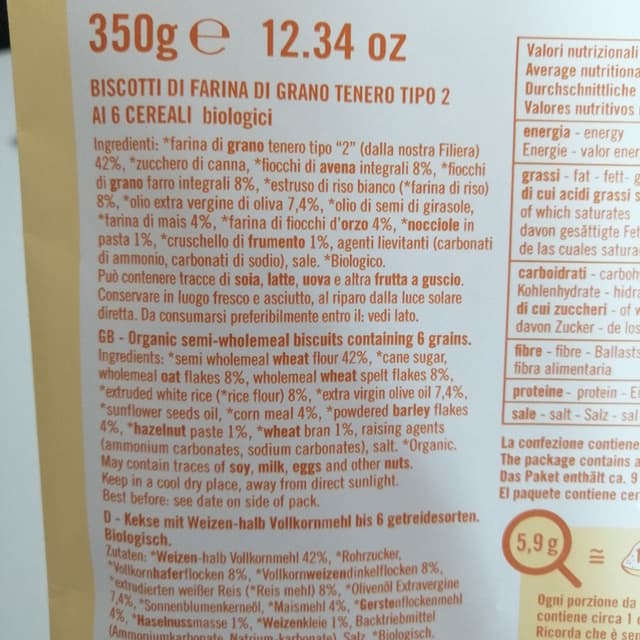 350g e 12.34 oz
BISCOTTI DI FARINA DI GRANO TENERO TIPO 2
AI 6 CEREALI biologici
Ingredienti: *farina di grano tenero tipo "2" (dalla nostra Filiera)
42%, *zucchero di canna, *fiocchi di avena integrali 8%, *fiocchi
di grano farro integrali 8%, *estruso di riso bianco (*farina di riso)
8%, *olio extra vergine di oliva 7,4%, *olio di semi di girasole,
*farina di mais 4%, *farina di fiocchi d'orzo 4%, *nocciole in
pasta 1%, *cruschello di frumento 1%, agenti lievitanti (carbonati
di ammonio, carbonati di sodio), sale. *Biologico.
Può contenere tracce di soia, latte, uova e altra frutta a guscio.
Conservare in luogo fresco e asciutto, al riparo dalla luce solare
diretta. Da consumarsi preferibilmente entro il: vedi lato.
GB - Organic semi-wholemeal biscuits containing 6 grains.
Ingredients: *semi wholemeal wheat flour 42%, *cane sugar,
wholemeal oat flakes 8%, wholemeal wheat spelt flakes 8%,
*extruded white rice (*rice flour) 8%, *extra virgin olive oil 7,4%,
*sunflower seeds oil, *corn meal 4%, *powdered barley flakes
4%, *hazelnut paste 1%, *wheat bran 1%, raising agents
(ammonium carbonates, sodium carbonates), salt. *Organic.
May contain traces of soy, milk, eggs and other nuts.
Keep in a cool dry place, away from direct sunlight.
Best before: see date on side of pack.
D - Kekse mit Weizen-halb Vollkornmehl bis 6 getreidesorten.
Biologisch.
Zutaten: *Weizen-halb Vollkornmehl 42%, *Rohrzucker,
*Vollkornhaferflocken 8%, *Vollkornweizendinkelflocken 8%,
*extrudierten weißer Reis (*Reis mehl) 8%, *Olivenöl Extravergine
7,4%, *Sonnenblumenkerneöl, *Maismehl 4%, *Gerstenflockenmehl
4%, *Haselnussmasse 1%, *Weizenkleie 1%, Backtriebmittel
(Ammoniumkarbonate, Natrium-karbonate), Salz. *Biologisch.
Valori nutrizionali
Average nutritiona
Durchschnittliche
Valores nutritivos
energia - energy
Energie - valor ener
grassi - fat - fett- g
di cui acidi grassi s
of which saturates
davon gesättigte Fet
de las cuales satura
carboidrati - carboh
Kohlenhydrate - hidra
di cui zuccheri - of w
davon Zucker - de los
fibre - fibre - Ballast
fibra alimentaria
proteine - protein - Ei
sale - salt - Salz - sal
La confezione contiene
The package contains a
Das Paket enthält ca. 9
El paquete contiene cer
5,9 g =
Ogni porzione da
contiene circa 1
Ricorda che è